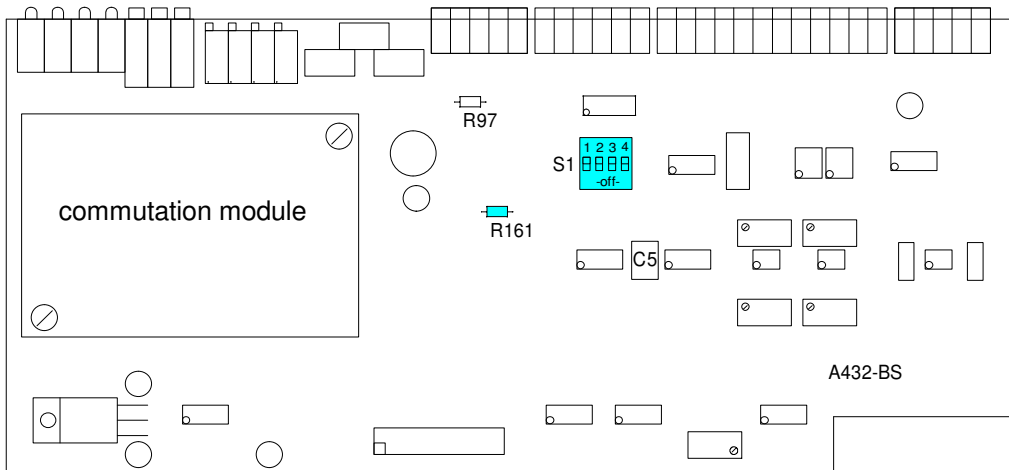 R97
1 2 3 4
S1
-off-
commutation module
R161
C5
A432-BS